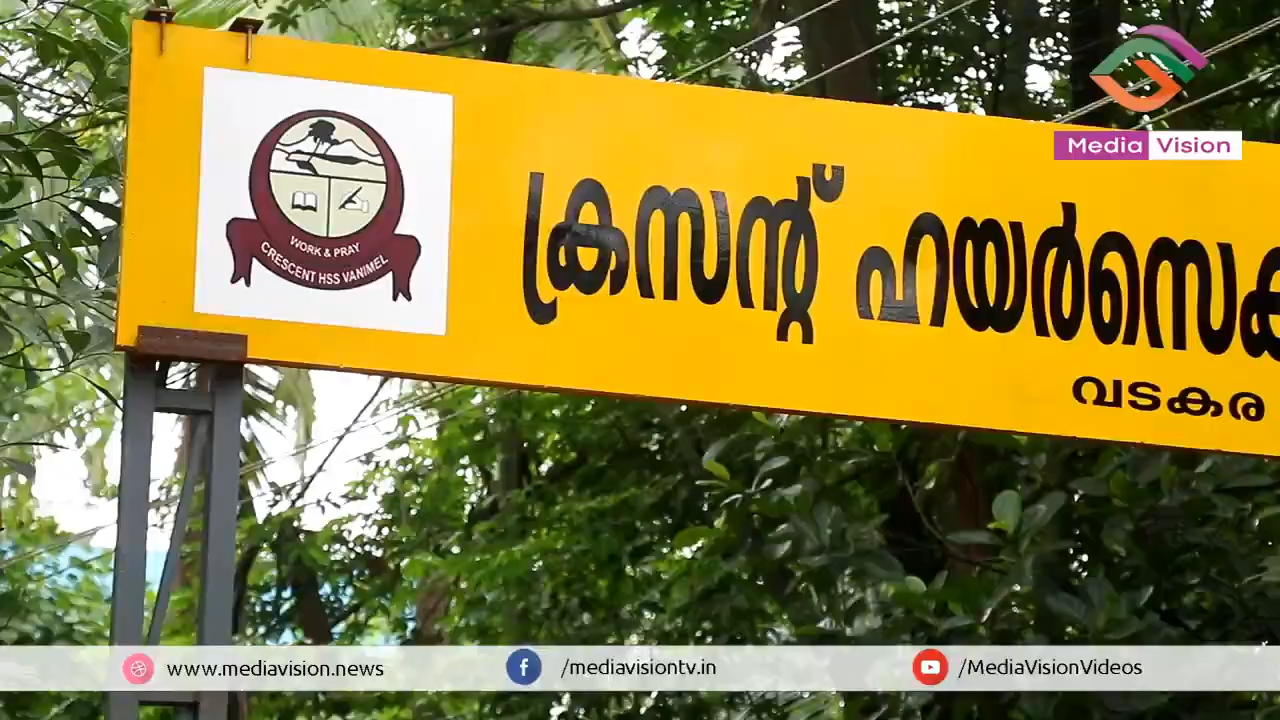 Media Vision
WORK & PRAY
CRESCENT HSS VANIMEL
ക്രസന്റ് ഹയർസെക
വടകര
www.mediavision.news
/mediavisiontv.in
/MediaVisionVideos